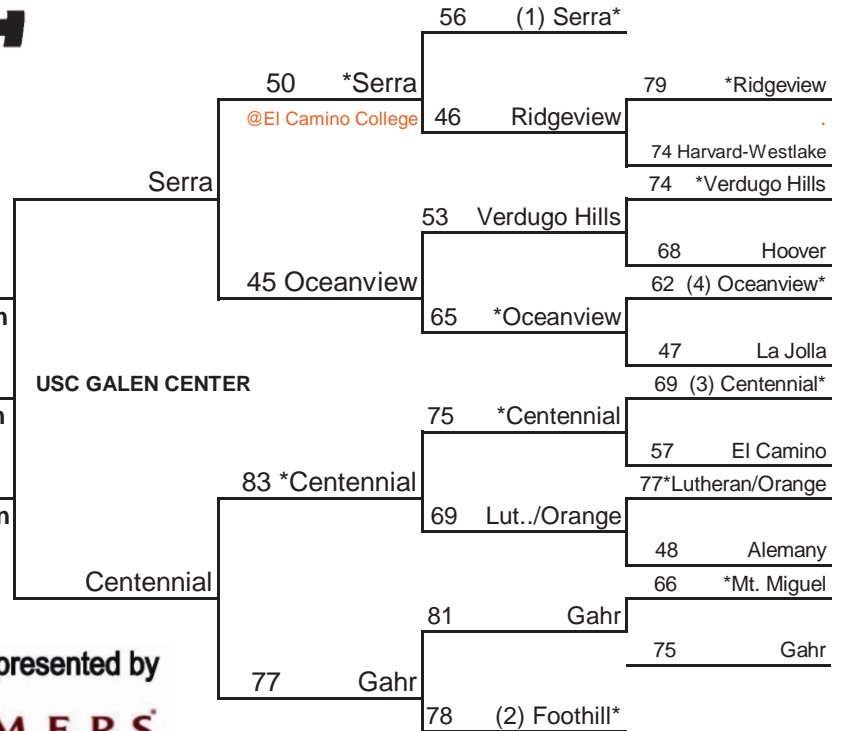 56 (1) Serra*
50 *Serra
79 *Ridgeview
@El Camino College
46 Ridgeview
.
74 Harvard-Westlake
Serra
74 *Verdugo Hills
53 Verdugo Hills
68 Hoover
45 Oceanview
62 (4) Oceanview*
65 *Oceanview
47 La Jolla
USC GALEN CENTER
69 (3) Centennial*
75 *Centennial
57 El Camino
83 *Centennial
77*Lutheran/Orange
69 Lut../Orange
48 Alemany
Centennial
66 *Mt. Miguel
81 Gahr
75 Gahr
presented by
77 Gahr
78 (2) Foothill*